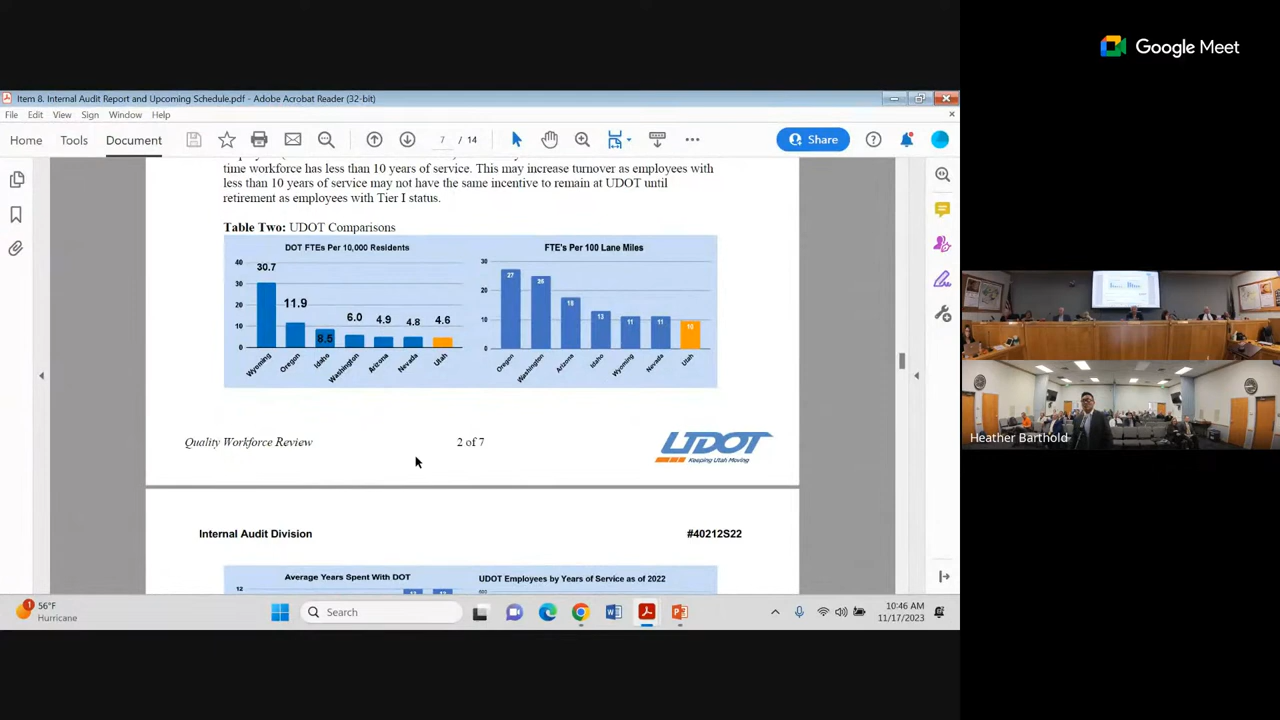 Google Meet
Item 8. Internal Audit Report and Upcoming Schedule.pdf - Adobe Acrobat Reader (32-bit)
File Edit View Sign Window Help
Home Tools Document 7 / 14 Share
time workforce has less than 10 years of service. This may increase turnover as employees with
less than 10 years of service may not have the same incentive to remain at UDOT until
retirement as employees with Tier I status.
Table Two: UDOT Comparisons
DOT FTEs Per 10,000 Residents
40
30
20
10
0
30.7
11.9
8.5
6.0
4.9
4.8
4.6
Wyoming
Oregon
Idaho
Washington
Arizona
Nevada
Utah
FTE's Per 100 Lane Miles
30
20
10
0
27
18
13
11
11
Oregon
Washington
Arizona
Idaho
Wyoming
Nevada
Utah
Quality Workforce Review
2 of 7
UDOT
Keeping Utah Moving
Internal Audit Division
#40212S22
Average Years Spent With DOT
12
UDOT Employees by Years of Service as of 2022
Heather Barthold
1
56°F
Hurricane
Search
10:46 AM
11/17/2023